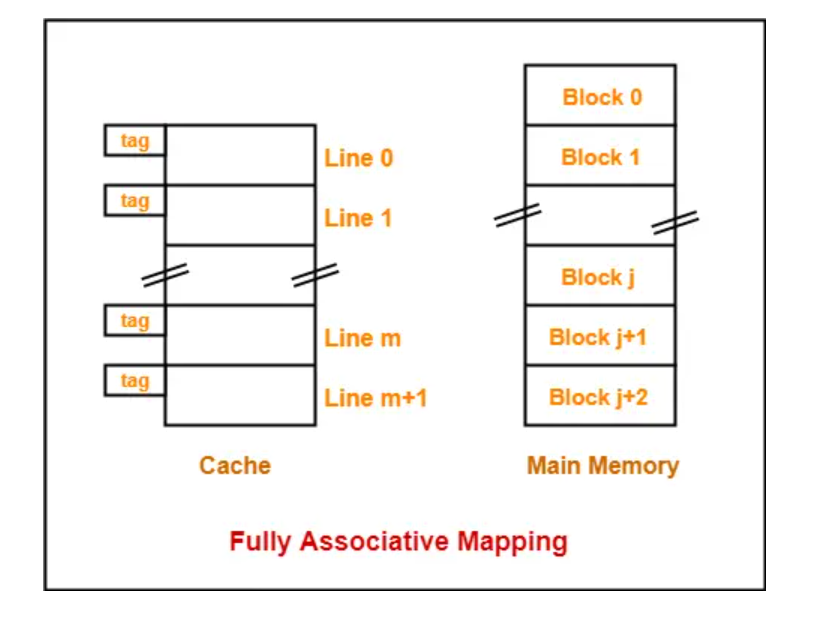 tag
Line 0
tag
Line 1
tag
Line m
tag
Line m+1
Cache
Block 0
Block 1
Block j
Block j+1
Block j+2
Main Memory
Fully Associative Mapping